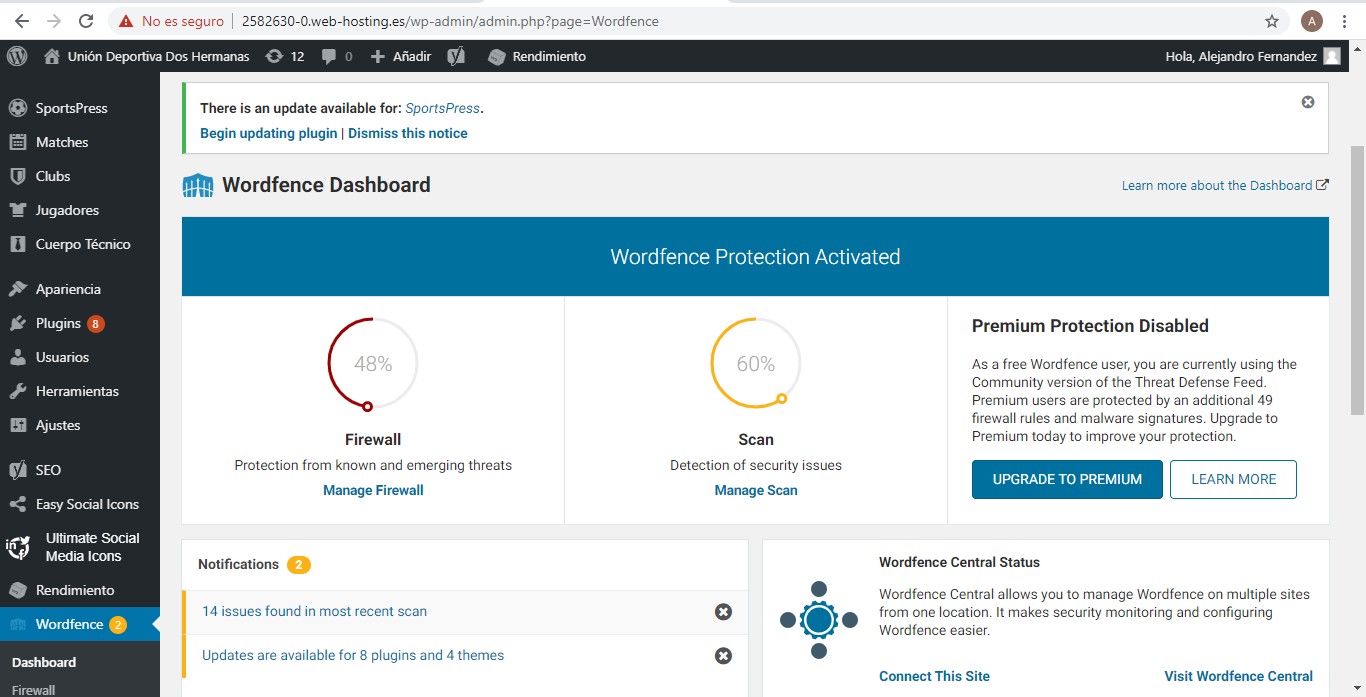 No es seguro
2582630-0.web-hosting.es/wp-admin/admin.php?page=Wordfence
A
Unión Deportiva Dos Hermanas
12
0
Añadir
Rendimiento
Hola, Alejandro Fernandez
SportsPress
Matches
Clubs
Jugadores
Cuerpo Técnico
Apariencia
Plugins 8
Usuarios
Herramientas
Ajustes
SEO
Easy Social Icons
Ultimate Social
Media Icons
Rendimiento
Wordfence 2
Dashboard
Firewall
There is an update available for: SportsPress.
Begin updating plugin | Dismiss this notice
Wordfence Dashboard
Learn more about the Dashboard
Wordfence Protection Activated
48%
Firewall
Protection from known and emerging threats
Manage Firewall
60%
Scan
Detection of security issues
Manage Scan
Premium Protection Disabled
As a free Wordfence user, you are currently using the
Community version of the Threat Defense Feed.
Premium users are protected by an additional 49
firewall rules and malware signatures. Upgrade to
Premium today to improve your protection.
UPGRADE TO PREMIUM
LEARN MORE
Notifications 2
14 issues found in most recent scan
Updates are available for 8 plugins and 4 themes
Wordfence Central Status
Wordfence Central allows you to manage Wordfence on multiple sites
from one location. It makes security monitoring and configuring
Wordfence easier.
Connect This Site
Visit Wordfence Central